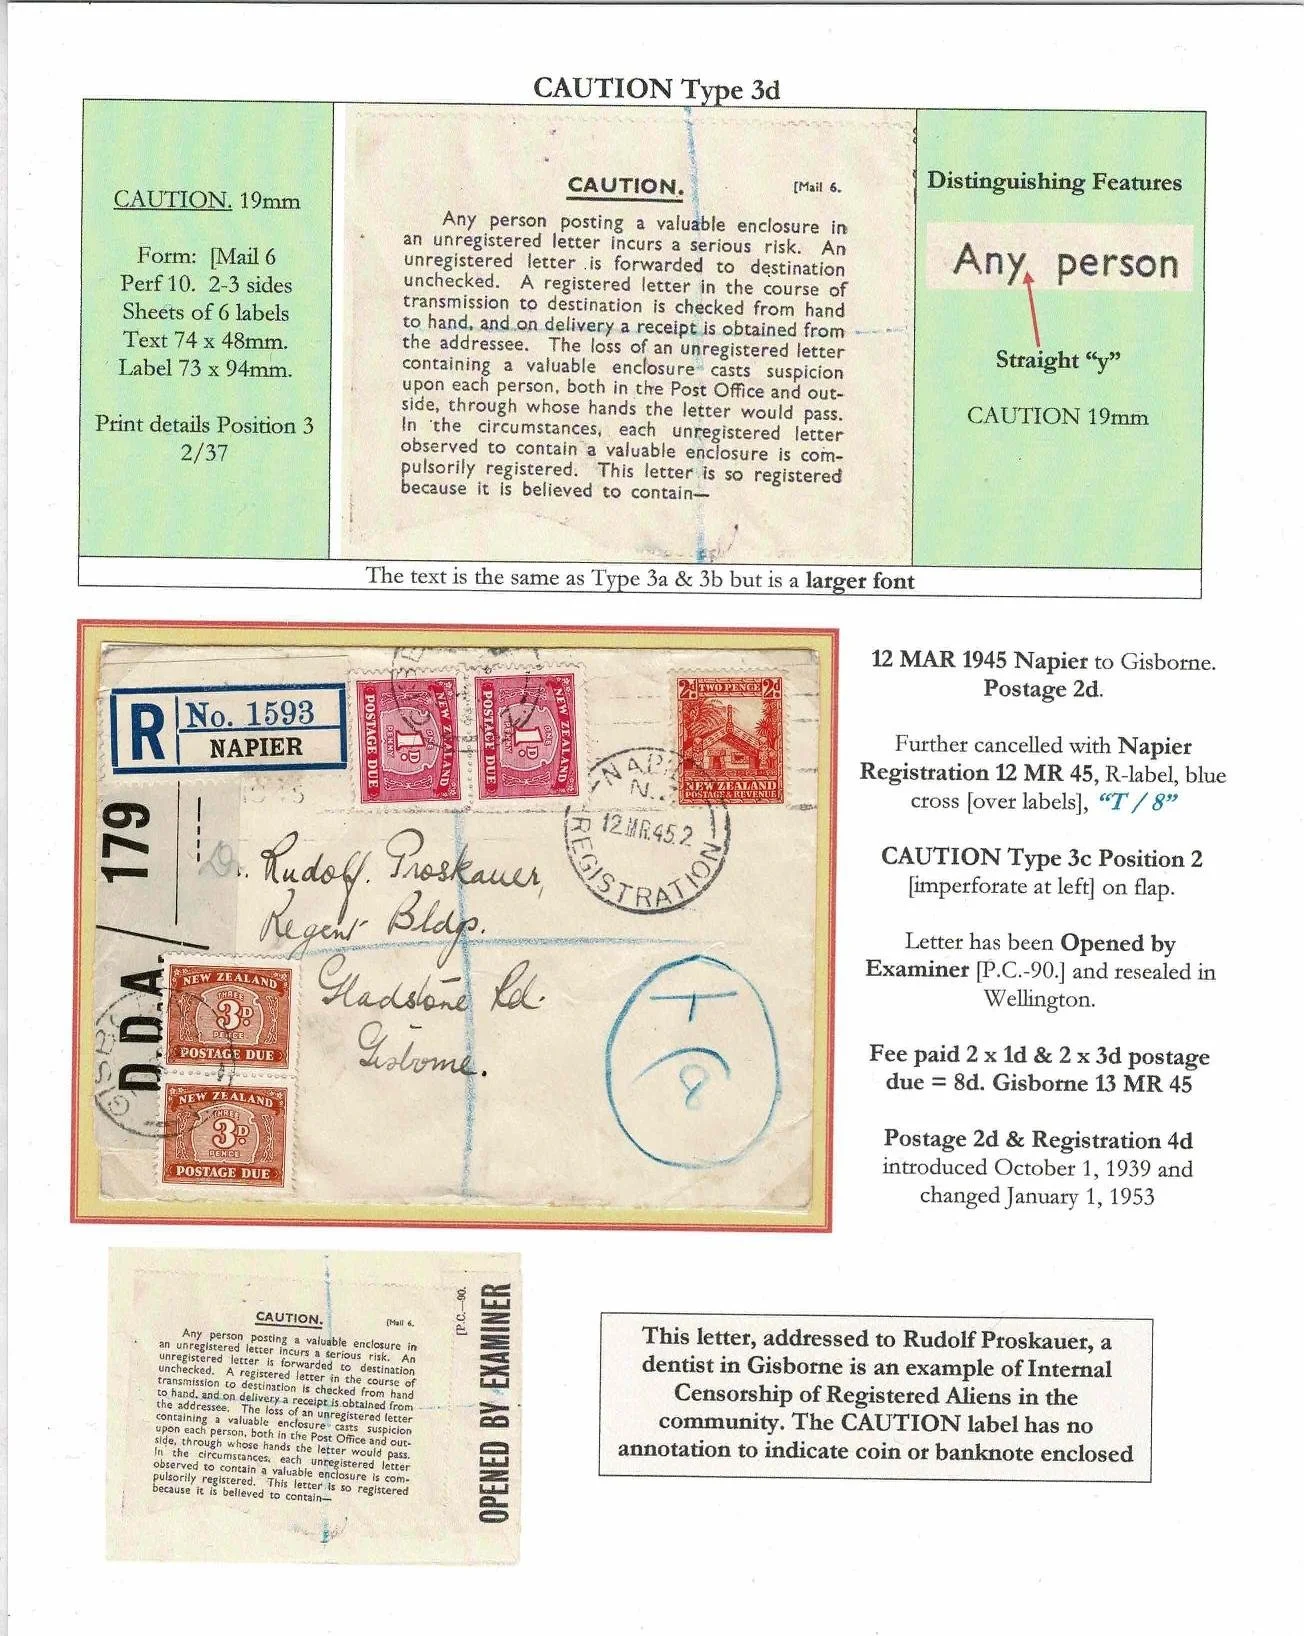 CAUTION Type 3d
CAUTION. 19mm
Form: [Mail 6
Perf 10. 2-3 sides
Sheets of 6 labels
Text 74 x 48mm.
Label 73 x 94mm.
Print details Position 3
2/37
CAUTION.
[Mail 6.
Any person posting a valuable enclosure in
an unregistered letter incurs a serious risk. An
unregistered letter is forwarded to destination
unchecked. A registered letter in the course of
transmission to destination is checked from hand
to hand, and on delivery a receipt is obtained from
the addressee. The loss of an unregistered letter
containing a valuable enclosure casts suspicion
upon each person, both in the Post Office and out-
side, through whose hands the letter would pass.
In the circumstances, each unregistered letter
observed to contain a valuable enclosure is com-
pulsorily registered. This letter is so registered
because it is believed to contain—
Distinguishing Features
Any person
Straight “y”
CAUTION 19mm
The text is the same as Type 3a & 3b but is a larger font
R
No. 1593
NAPIER
NEW ZEALAND
1D.
ONE PENNY
POSTAGE DUE
NEW ZEALAND
1D.
ONE PENNY
POSTAGE DUE
2d TWO PENCE 2d
NEW ZEALAND
POSTAGE & REVENUE
N.Z.
12.MR.45.2
REGISTRATION
D.D.A / 179
Dr. Rudolf. Proskauer,
Regent Bldgs.
Gladstone Rd.
Gisborne.
NEW ZEALAND
THREE
3D.
PENCE
POSTAGE DUE
NEW ZEALAND
THREE
3D.
PENCE
POSTAGE DUE
T
8
12 MAR 1945 Napier to Gisborne.
Postage 2d.
Further cancelled with Napier
Registration 12 MR 45, R-label, blue
cross [over labels], “T / 8”
CAUTION Type 3c Position 2
[imperforate at left] on flap.
Letter has been Opened by
Examiner [P.C.-90.] and resealed in
Wellington.
Fee paid 2 x 1d & 2 x 3d postage
due = 8d. Gisborne 13 MR 45
Postage 2d & Registration 4d
introduced October 1, 1939 and
changed January 1, 1953
CAUTION.
[Mail 6.
Any person posting a valuable enclosure in
an unregistered letter incurs a serious risk. An
unregistered letter is forwarded to destination
unchecked. A registered letter in the course of
transmission to destination is checked from hand
to hand, and on delivery a receipt is obtained from
the addressee. The loss of an unregistered letter
containing a valuable enclosure casts suspicion
upon each person, both in the Post Office and out-
side, through whose hands the letter would pass.
In the circumstances, each unregistered letter
observed to contain a valuable enclosure is com-
pulsorily registered. This letter is so registered
because it is believed to contain—
[P.C.—90.
OPENED BY EXAMINER
This letter, addressed to Rudolf Proskauer, a
dentist in Gisborne is an example of Internal
Censorship of Registered Aliens in the
community. The CAUTION label has no
annotation to indicate coin or banknote enclosed